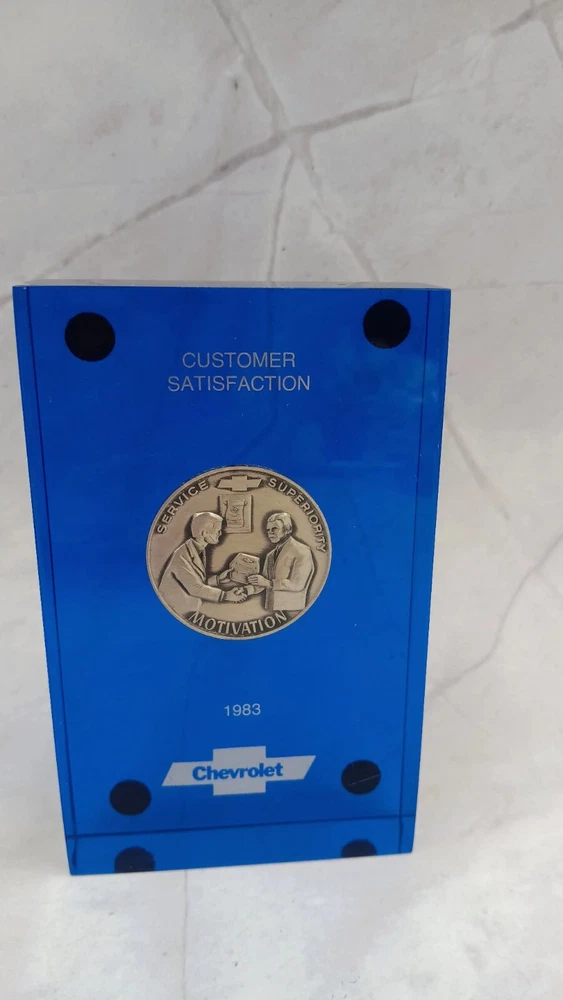 CUSTOMER
SATISFACTION
SERVICE SUPERIORITY
MOTIVATION
1983
Chevrolet